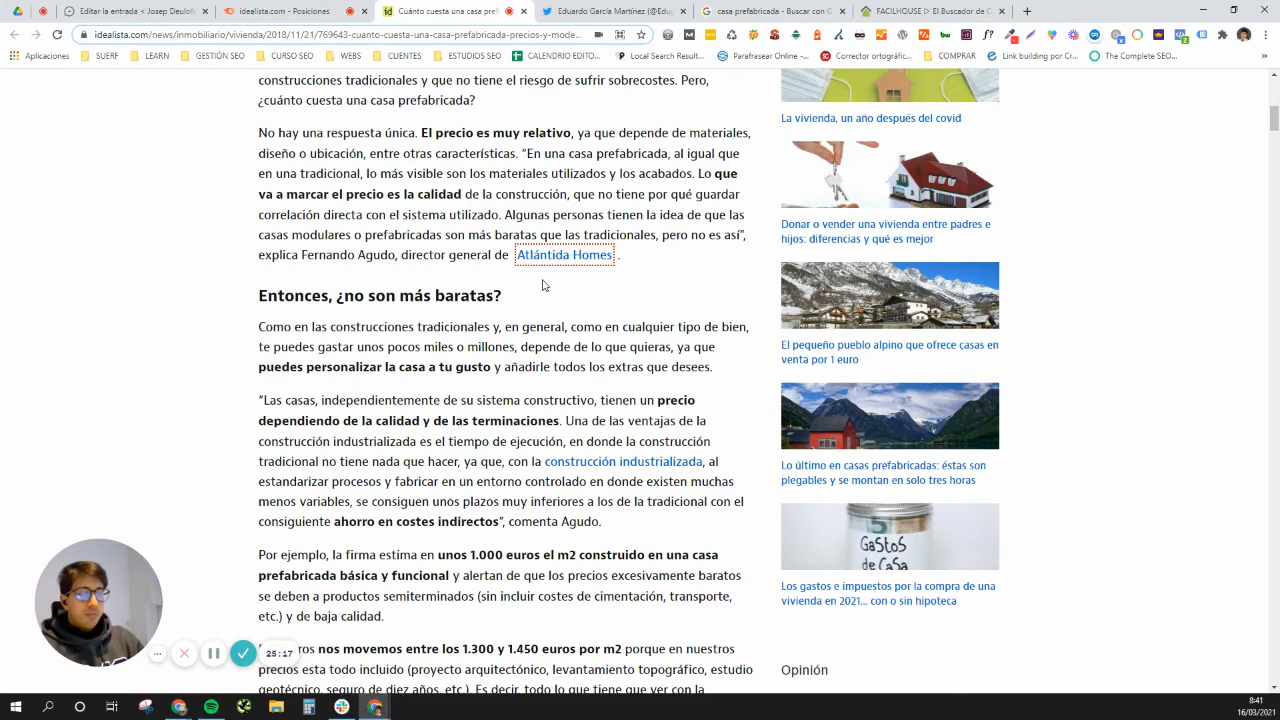 Editar la entrada ‹ Josep Deulof
idealista.com - Posiciones
Cuánto cuesta una casa pref
Eduardo García Martínez (@Edu
casa prefabricada - Buscar con G
FACILHOUSE ▷ El Buscador de C
idealista.com/news/inmobiliario/vivienda/2018/11/21/769643-cuanto-cuesta-una-casa-prefabricada-precios-y-mode...
Aplicaciones
SUERI
LEARN
GESTIÓN SEO
CURSO SEO
WEBS
CLIENTES
ESTUDIOS SEO
CALENDARIO EDITO...
Local Search Result...
Parafrasear Online -...
Corrector ortográfic...
COMPRAR
Link building por Cr...
The Complete SEO...
»
construcciones tradicionales y que no tiene el riesgo de sufrir sobrecostes. Pero,
¿cuánto cuesta una casa prefabricada?
No hay una respuesta única. El precio es muy relativo, ya que depende de materiales,
diseño o ubicación, entre otras características. “En una casa prefabricada, al igual que
en una tradicional, lo más visible son los materiales utilizados y los acabados. Lo que
va a marcar el precio es la calidad de la construcción, que no tiene por qué guardar
correlación directa con el sistema utilizado. Algunas personas tienen la idea de que las
casas modulares o prefabricadas son más baratas que las tradicionales, pero no es así”,
explica Fernando Agudo, director general de Atlántida Homes .
Entonces, ¿no son más baratas?
Como en las construcciones tradicionales y, en general, como en cualquier tipo de bien,
te puedes gastar unos pocos miles o millones, depende de lo que quieras, ya que
puedes personalizar la casa a tu gusto y añadirle todos los extras que desees.
“Las casas, independientemente de su sistema constructivo, tienen un precio
dependiendo de la calidad y de las terminaciones. Una de las ventajas de la
construcción industrializada es el tiempo de ejecución, en donde la construcción
tradicional no tiene nada que hacer, ya que, con la construcción industrializada, al
estandarizar procesos y fabricar en un entorno controlado en donde existen muchas
menos variables, se consiguen unos plazos muy inferiores a los de la tradicional con el
consiguiente ahorro en costes indirectos”, comenta Agudo.
Por ejemplo, la firma estima en unos 1.000 euros el m2 construido en una casa
prefabricada básica y funcional y alertan de que los precios excesivamente baratos
se deben a productos semiterminados (sin incluir costes de cimentación, transporte,
etc.) y de baja calidad.
nos movemos entre los 1.300 y 1.450 euros por m2 porque en nuestros
precios esta todo incluido (proyecto arquitectónico, levantamiento topográfico, estudio
geotécnico, seguro de diez años, etc.). Es decir, todo lo que tiene que ver con la
La vivienda, un año después del covid
Donar o vender una vivienda entre padres e
hijos: diferencias y qué es mejor
El pequeño pueblo alpino que ofrece casas en
venta por 1 euro
Lo último en casas prefabricadas: éstas son
plegables y se montan en solo tres horas
GaStoS
de CaSa
Los gastos e impuestos por la compra de una
vivienda en 2021... con o sin hipoteca
Opinión
25:17
8:41
16/03/2021